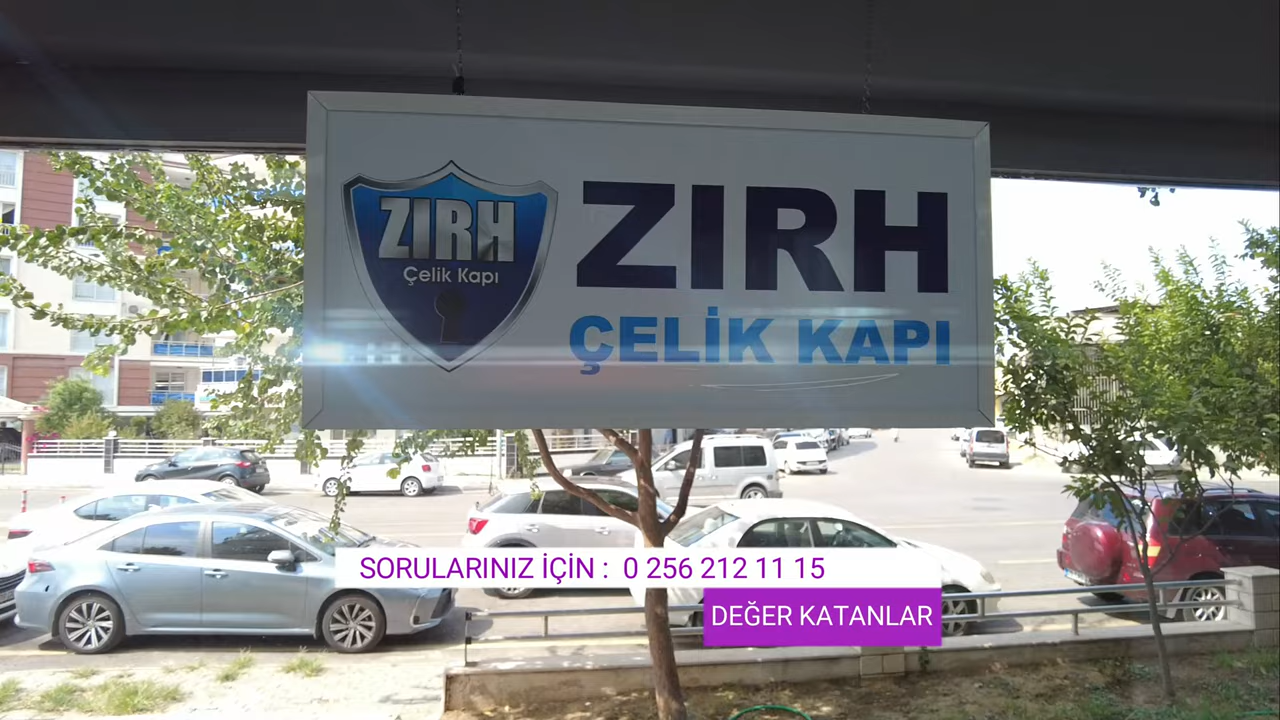 ZIRH
Çelik Kapı
ZIRH
ÇELİK KAPI
SORULARINIZ İÇİN : 0 256 212 11 15
DEĞER KATANLAR